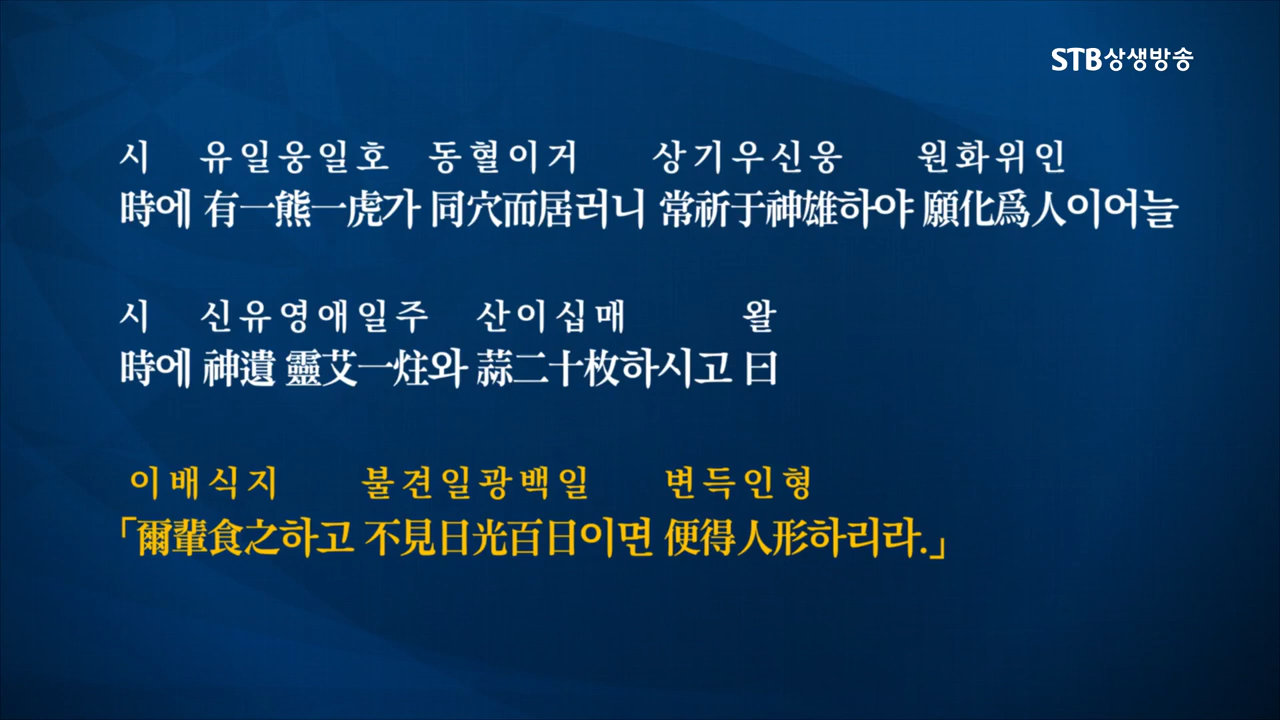 STB상생방송
시 유일웅일호 동혈이거 상기우신웅 원화위인
時에 有一熊一虎가 同穴而居러니 常祈于神雄하야 願化爲人이어늘
시 신유영애일주 산이십매 왈
時에 神遺 靈艾一炷와 蒜二十枚하시고 曰
이배식지 불견일광백일 변득인형
「爾輩食之하고 不見日光百日이면 便得人形하리라.」